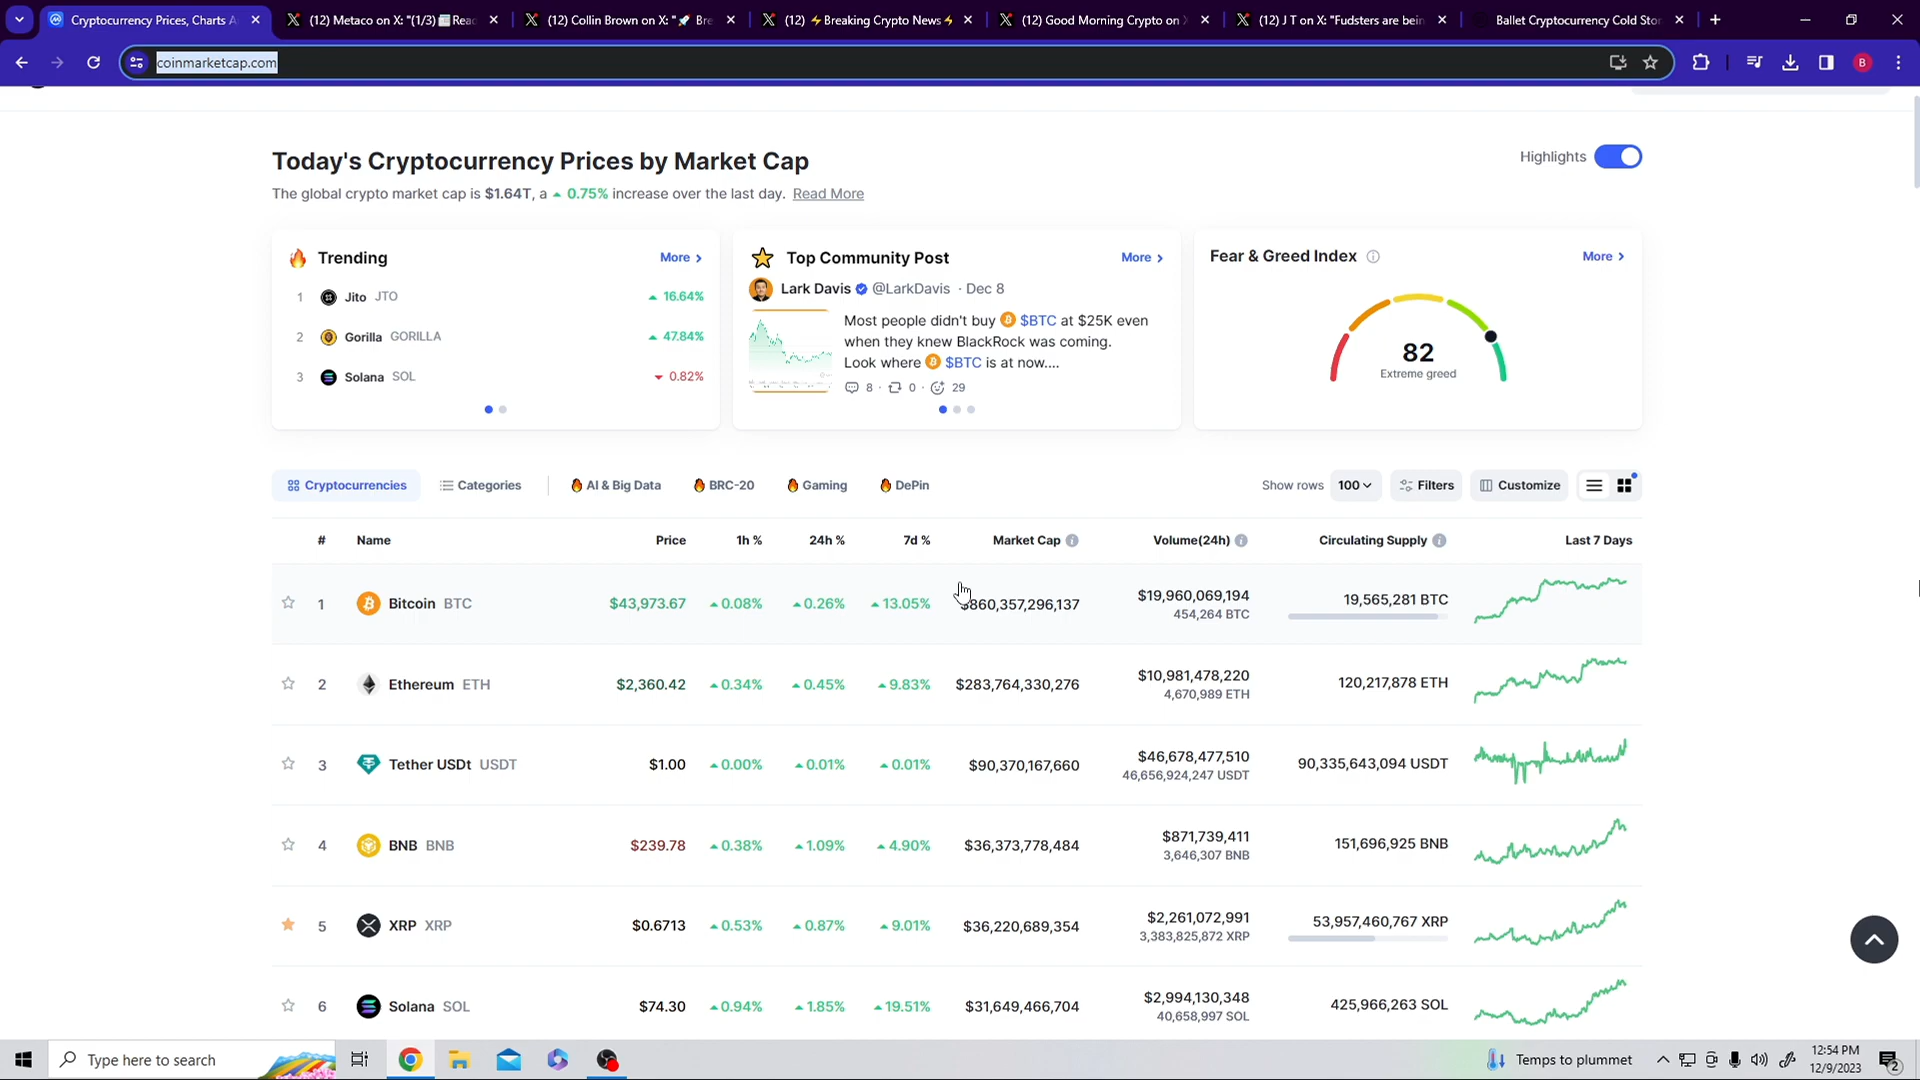 Cryptocurrency Prices, Charts A
(12) Metaco on X: "(1/3) Reac
(12) Collin Brown on X: "🚀 Bre
(12) ⚡Breaking Crypto News⚡
(12) Good Morning Crypto on X
(12) J T on X: "Fudsters are bein
Ballet Cryptocurrency Cold Stor
coinmarketcap.com
B
Today's Cryptocurrency Prices by Market Cap
Highlights
The global crypto market cap is $1.64T, a 0.75% increase over the last day. Read More
Trending More
1 Jito JTO 16.64%
2 Gorilla GORILLA 47.84%
3 Solana SOL 0.82%
Top Community Post More
Lark Davis @LarkDavis · Dec 8
Most people didn't buy $BTC at $25K even
when they knew BlackRock was coming.
Look where $BTC is at now....
8 · 0 · 29
Fear & Greed Index More
82
Extreme greed
Cryptocurrencies Categories AI & Big Data BRC-20 Gaming DePin Show rows 100 Filters Customize
# Name Price 1h % 24h % 7d % Market Cap Volume(24h) Circulating Supply Last 7 Days
1 Bitcoin BTC $43,973.67 0.08% 0.26% 13.05% $860,357,296,137 $19,960,069,194 19,565,281 BTC
454,264 BTC
2 Ethereum ETH $2,360.42 0.34% 0.45% 9.83% $283,764,330,276 $10,981,478,220 120,217,878 ETH
4,670,989 ETH
3 Tether USDt USDT $1.00 0.00% 0.01% 0.01% $90,370,167,660 $46,678,477,510 90,335,643,094 USDT
46,656,924,247 USDT
4 BNB BNB $239.78 0.38% 1.09% 4.90% $36,373,778,484 $871,739,411 151,696,925 BNB
3,646,307 BNB
5 XRP XRP $0.6713 0.53% 0.87% 9.01% $36,220,689,354 $2,261,072,991 53,957,460,767 XRP
3,383,825,872 XRP
6 Solana SOL $74.30 0.94% 1.85% 19.51% $31,649,466,704 $2,994,130,348 425,966,263 SOL
40,658,997 SOL
Type here to search
Temps to plummet
12:54 PM
12/9/2023
2